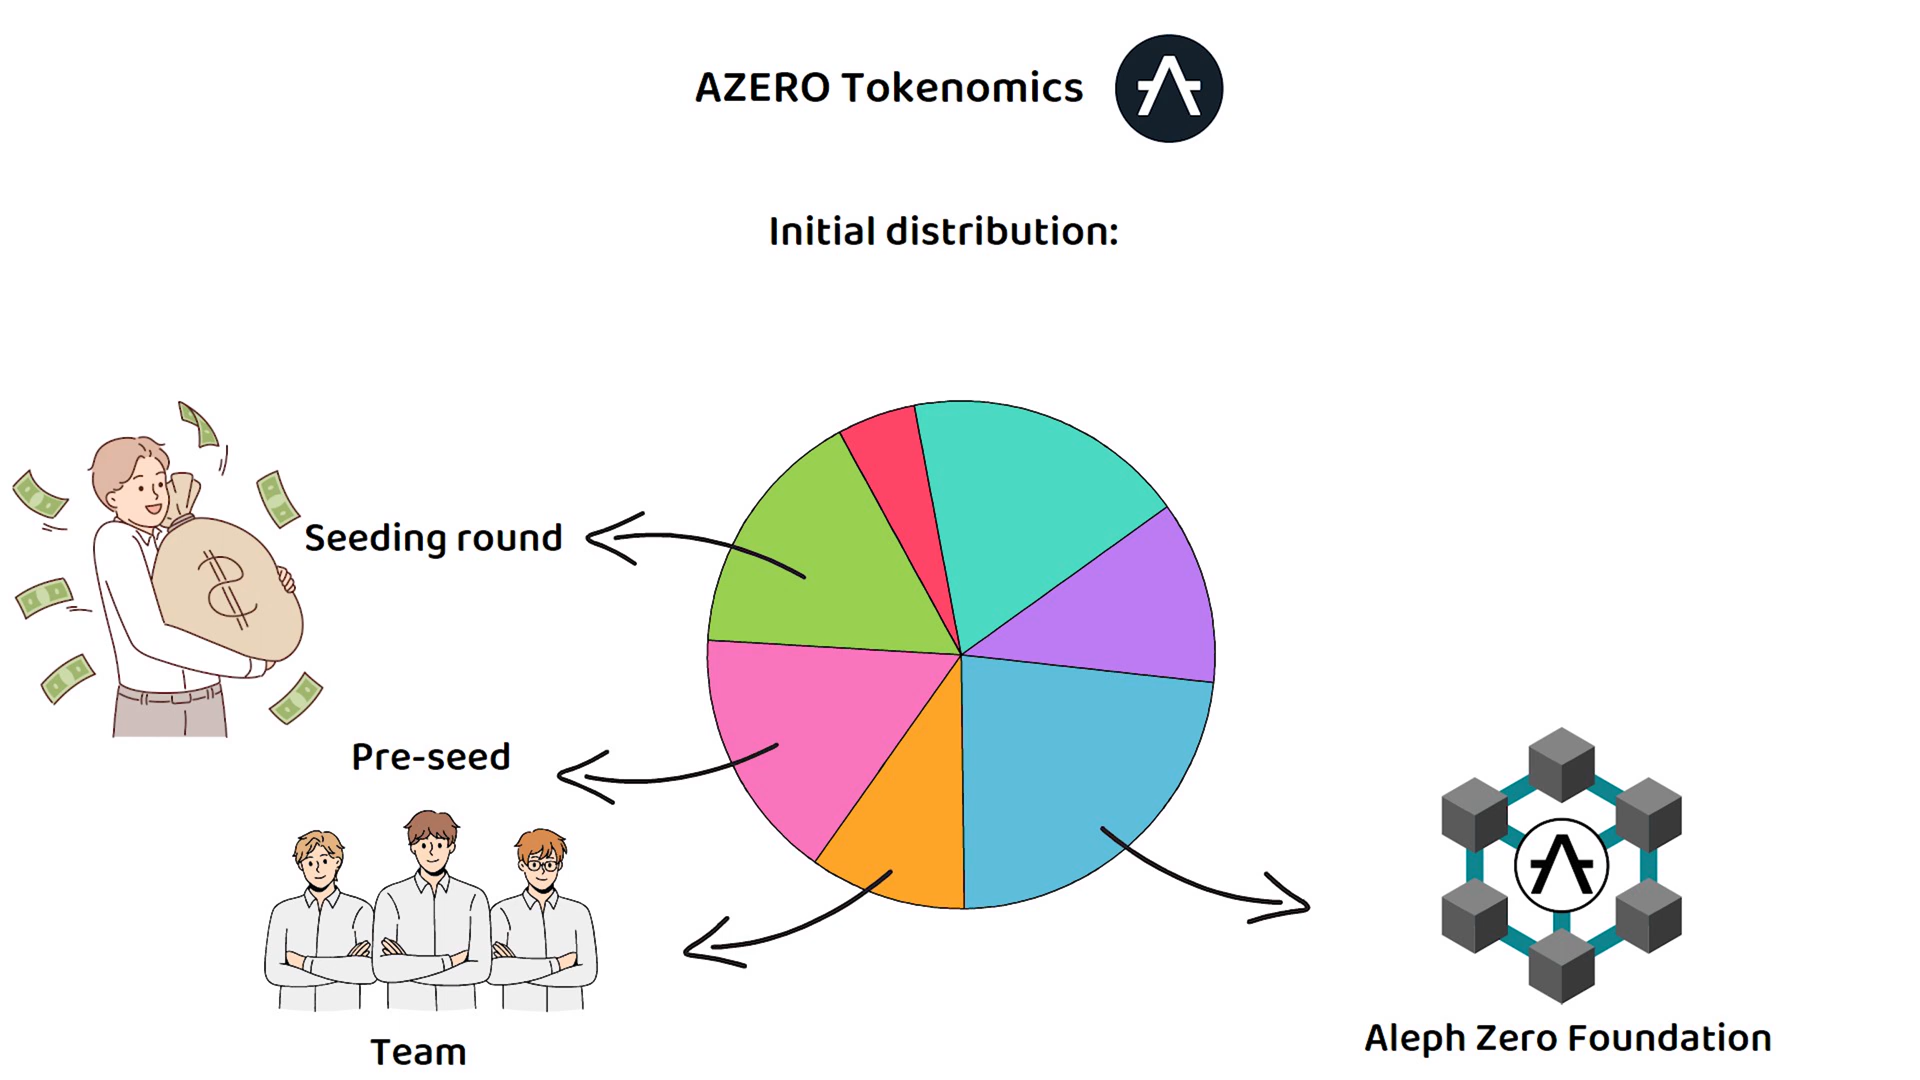 AZERO Tokenomics
Initial distribution:
Seeding round
Pre-seed
Team
Aleph Zero Foundation